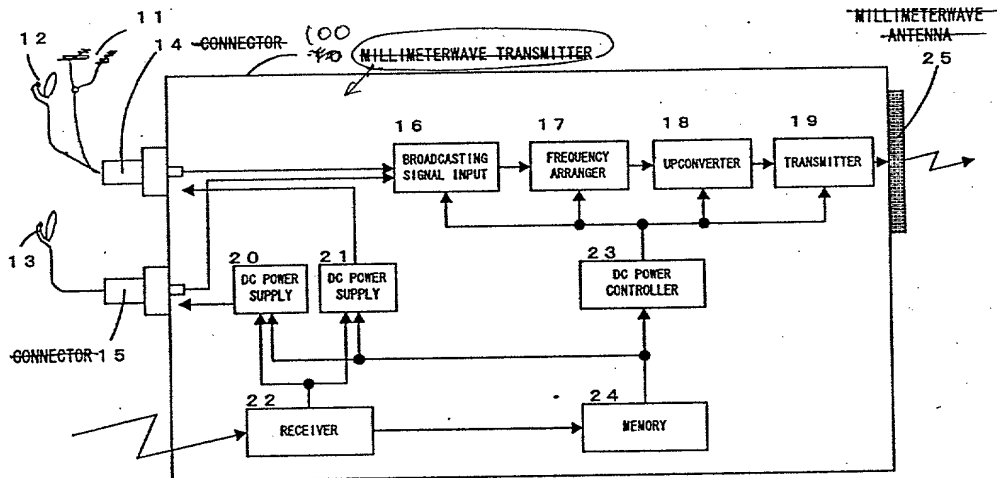 MILLIMETERWAVE
ANTENNA
25
11
12
14 CONNECTOR
100
MILLIMETERWAVE TRANSMITTER
16
17
18
19
BROADCASTING
SIGNAL INPUT
FREQUENCY
ARRANGER
UPCONVERTER
TRANSMITTER
13
20
21
23
DC POWER
SUPPLY
DC POWER
SUPPLY
DC POWER
CONTROLLER
CONNECTOR 15
22
24
RECEIVER
MEMORY